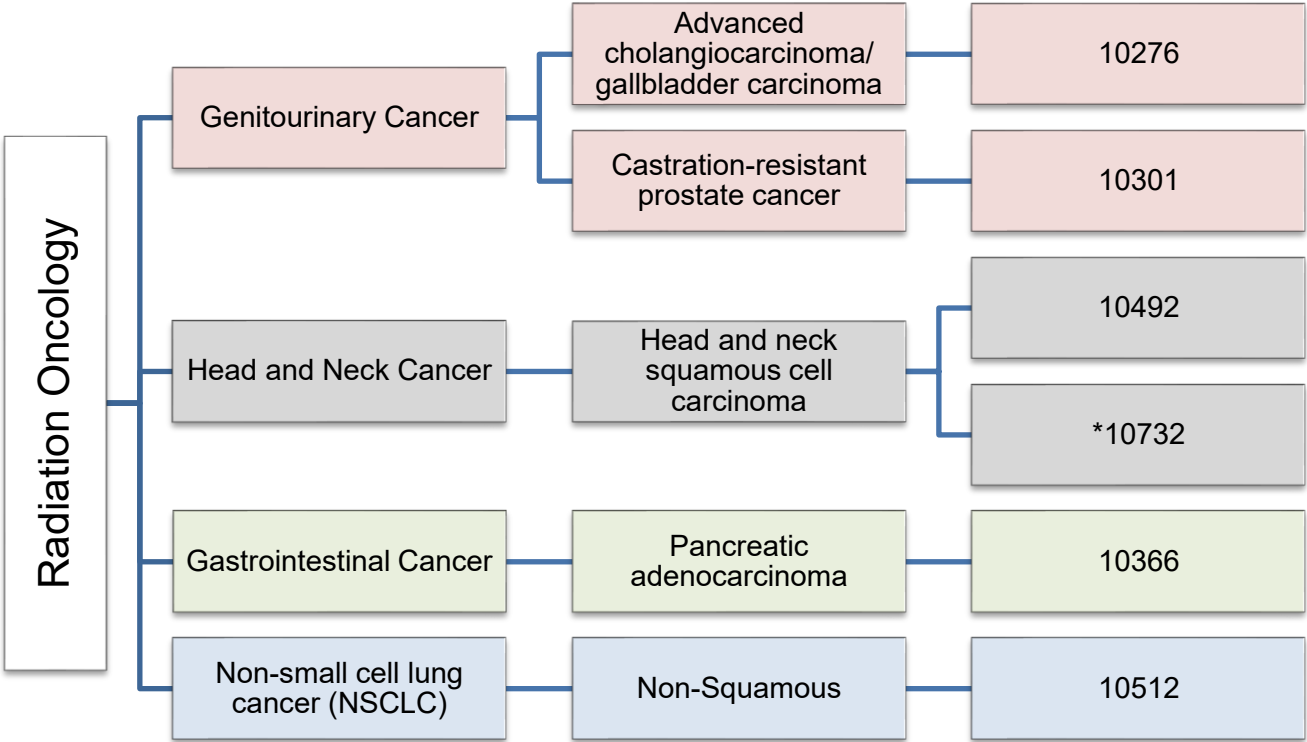 Radiation Oncology
Genitourinary Cancer
Advanced
cholangiocarcinoma/
gallbladder carcinoma
10276
Castration-resistant
prostate cancer
10301
Head and Neck Cancer
Head and neck
squamous cell
carcinoma
10492
*10732
Gastrointestinal Cancer
Pancreatic
adenocarcinoma
10366
Non-small cell lung
cancer (NSCLC)
Non-Squamous
10512